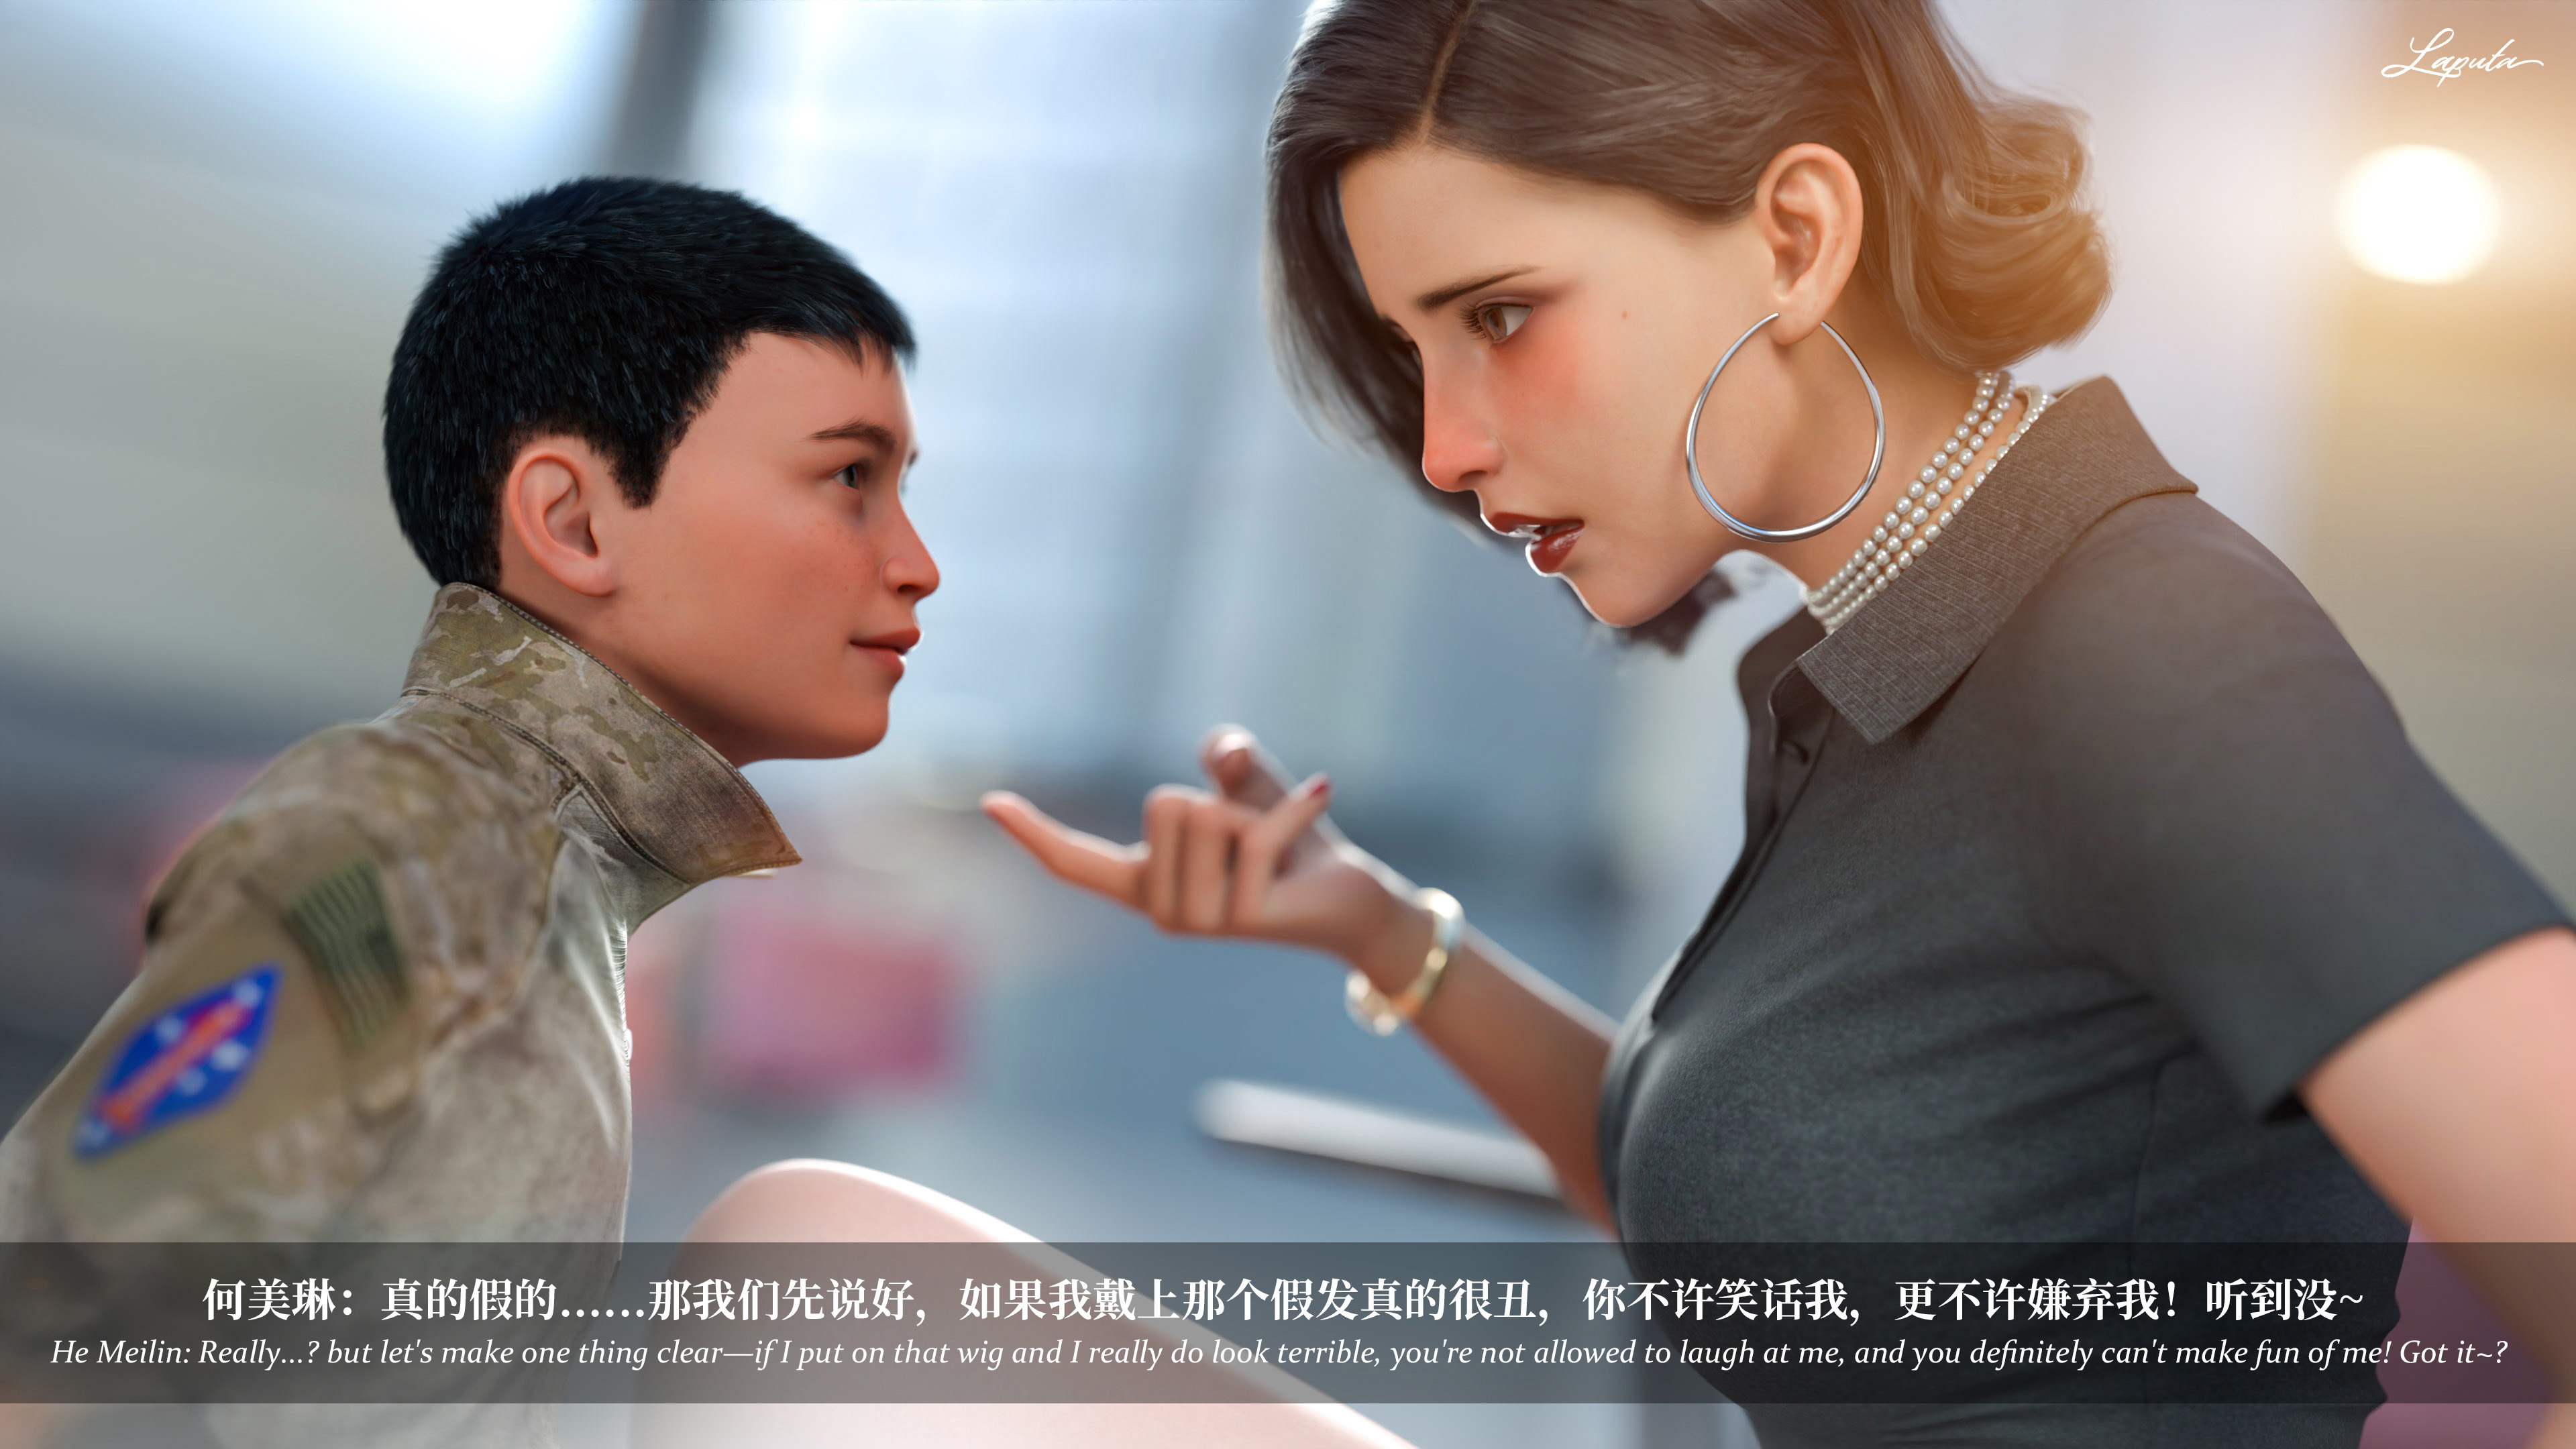 Laputa
何美琳：真的假的……那我们先说好，如果我戴上那个假发真的很丑，你不许笑话我，更不许嫌弃我！听到没~
He Meilin: Really...? but let's make one thing clear—if I put on that wig and I really do look terrible, you're not allowed to laugh at me, and you definitely can't make fun of me! Got it~?